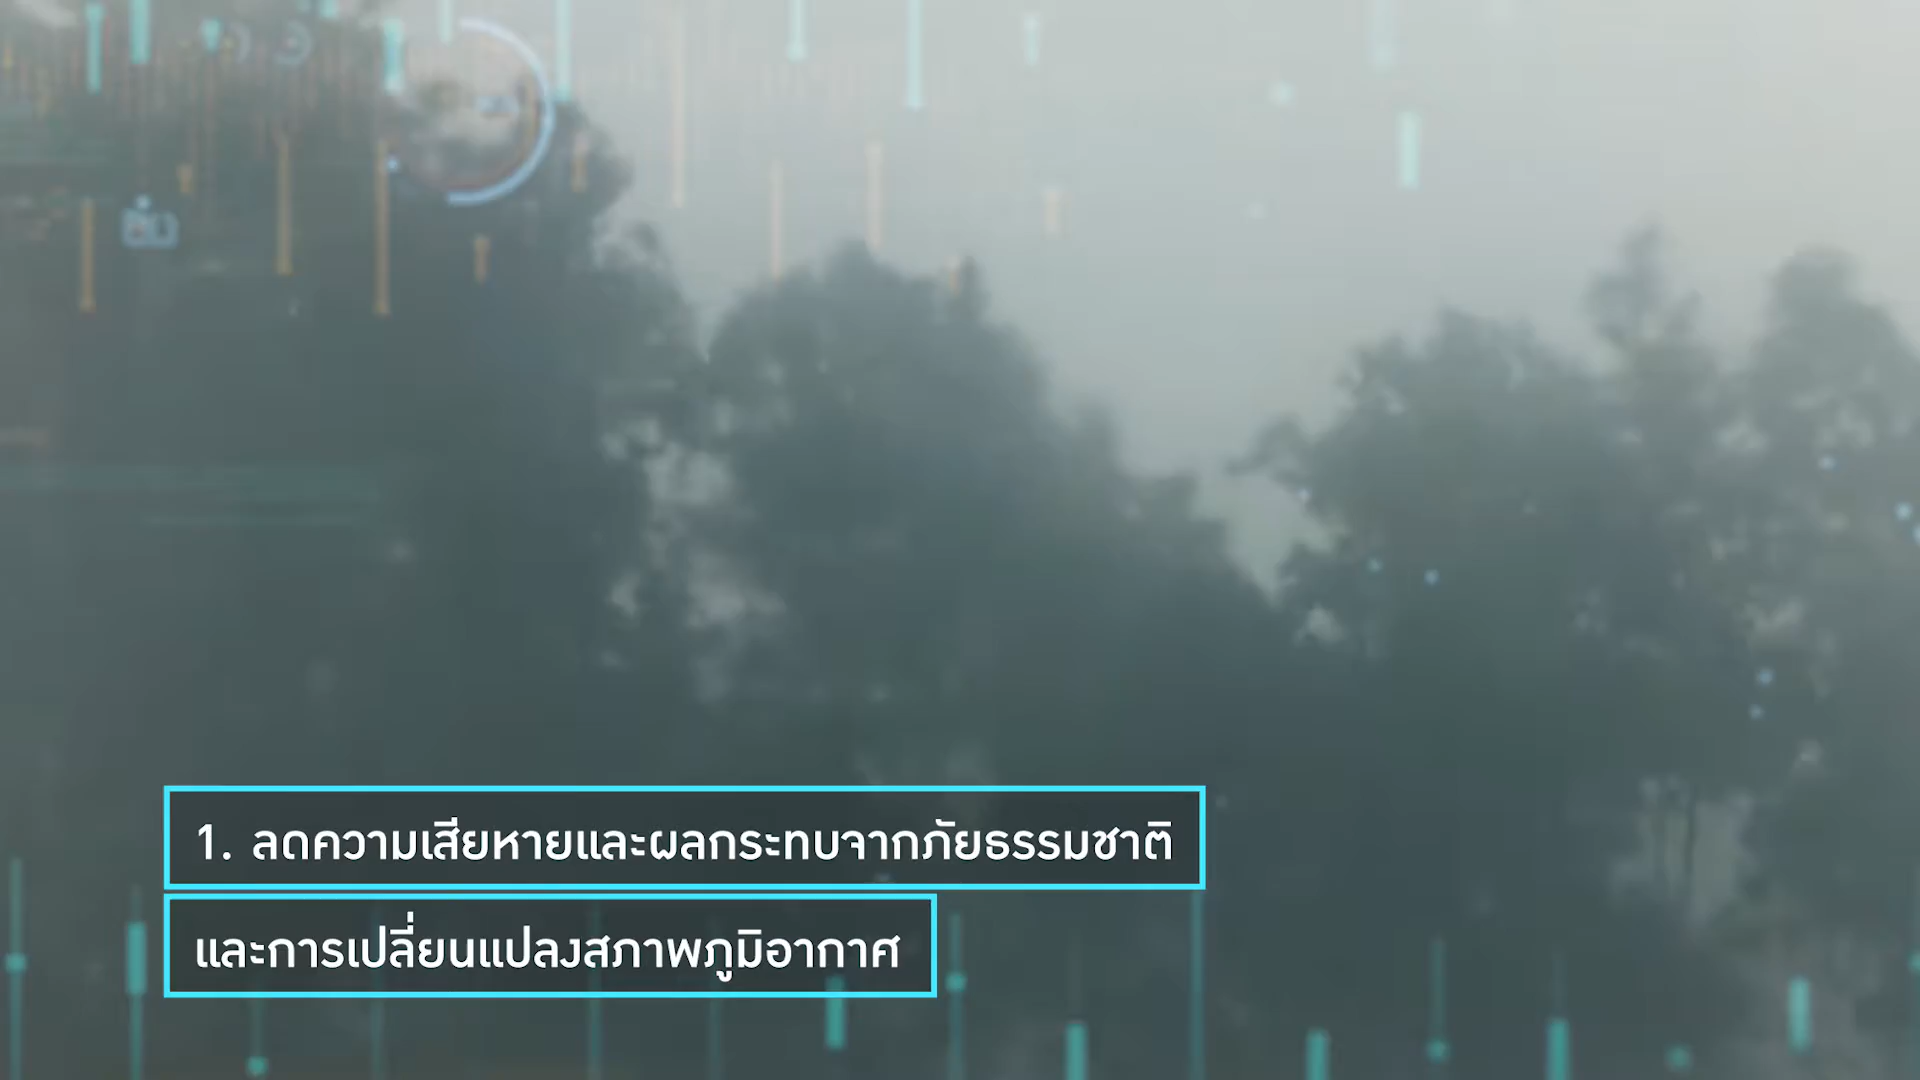 1. ลดความเสียหายและผลกระทบจากภัยธรรมชาติ
และการเปลี่ยนแปลงสภาพภูมิอากาศ